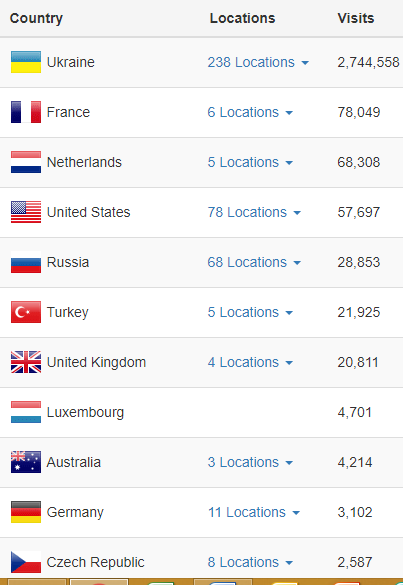 Country Locations Visits
Ukraine 238 Locations 2,744,558
France 6 Locations 78,049
Netherlands 5 Locations 68,308
United States 78 Locations 57,697
Russia 68 Locations 28,853
Turkey 5 Locations 21,925
United Kingdom 4 Locations 20,811
Luxembourg 4,701
Australia 3 Locations 4,214
Germany 11 Locations 3,102
Czech Republic 8 Locations 2,587